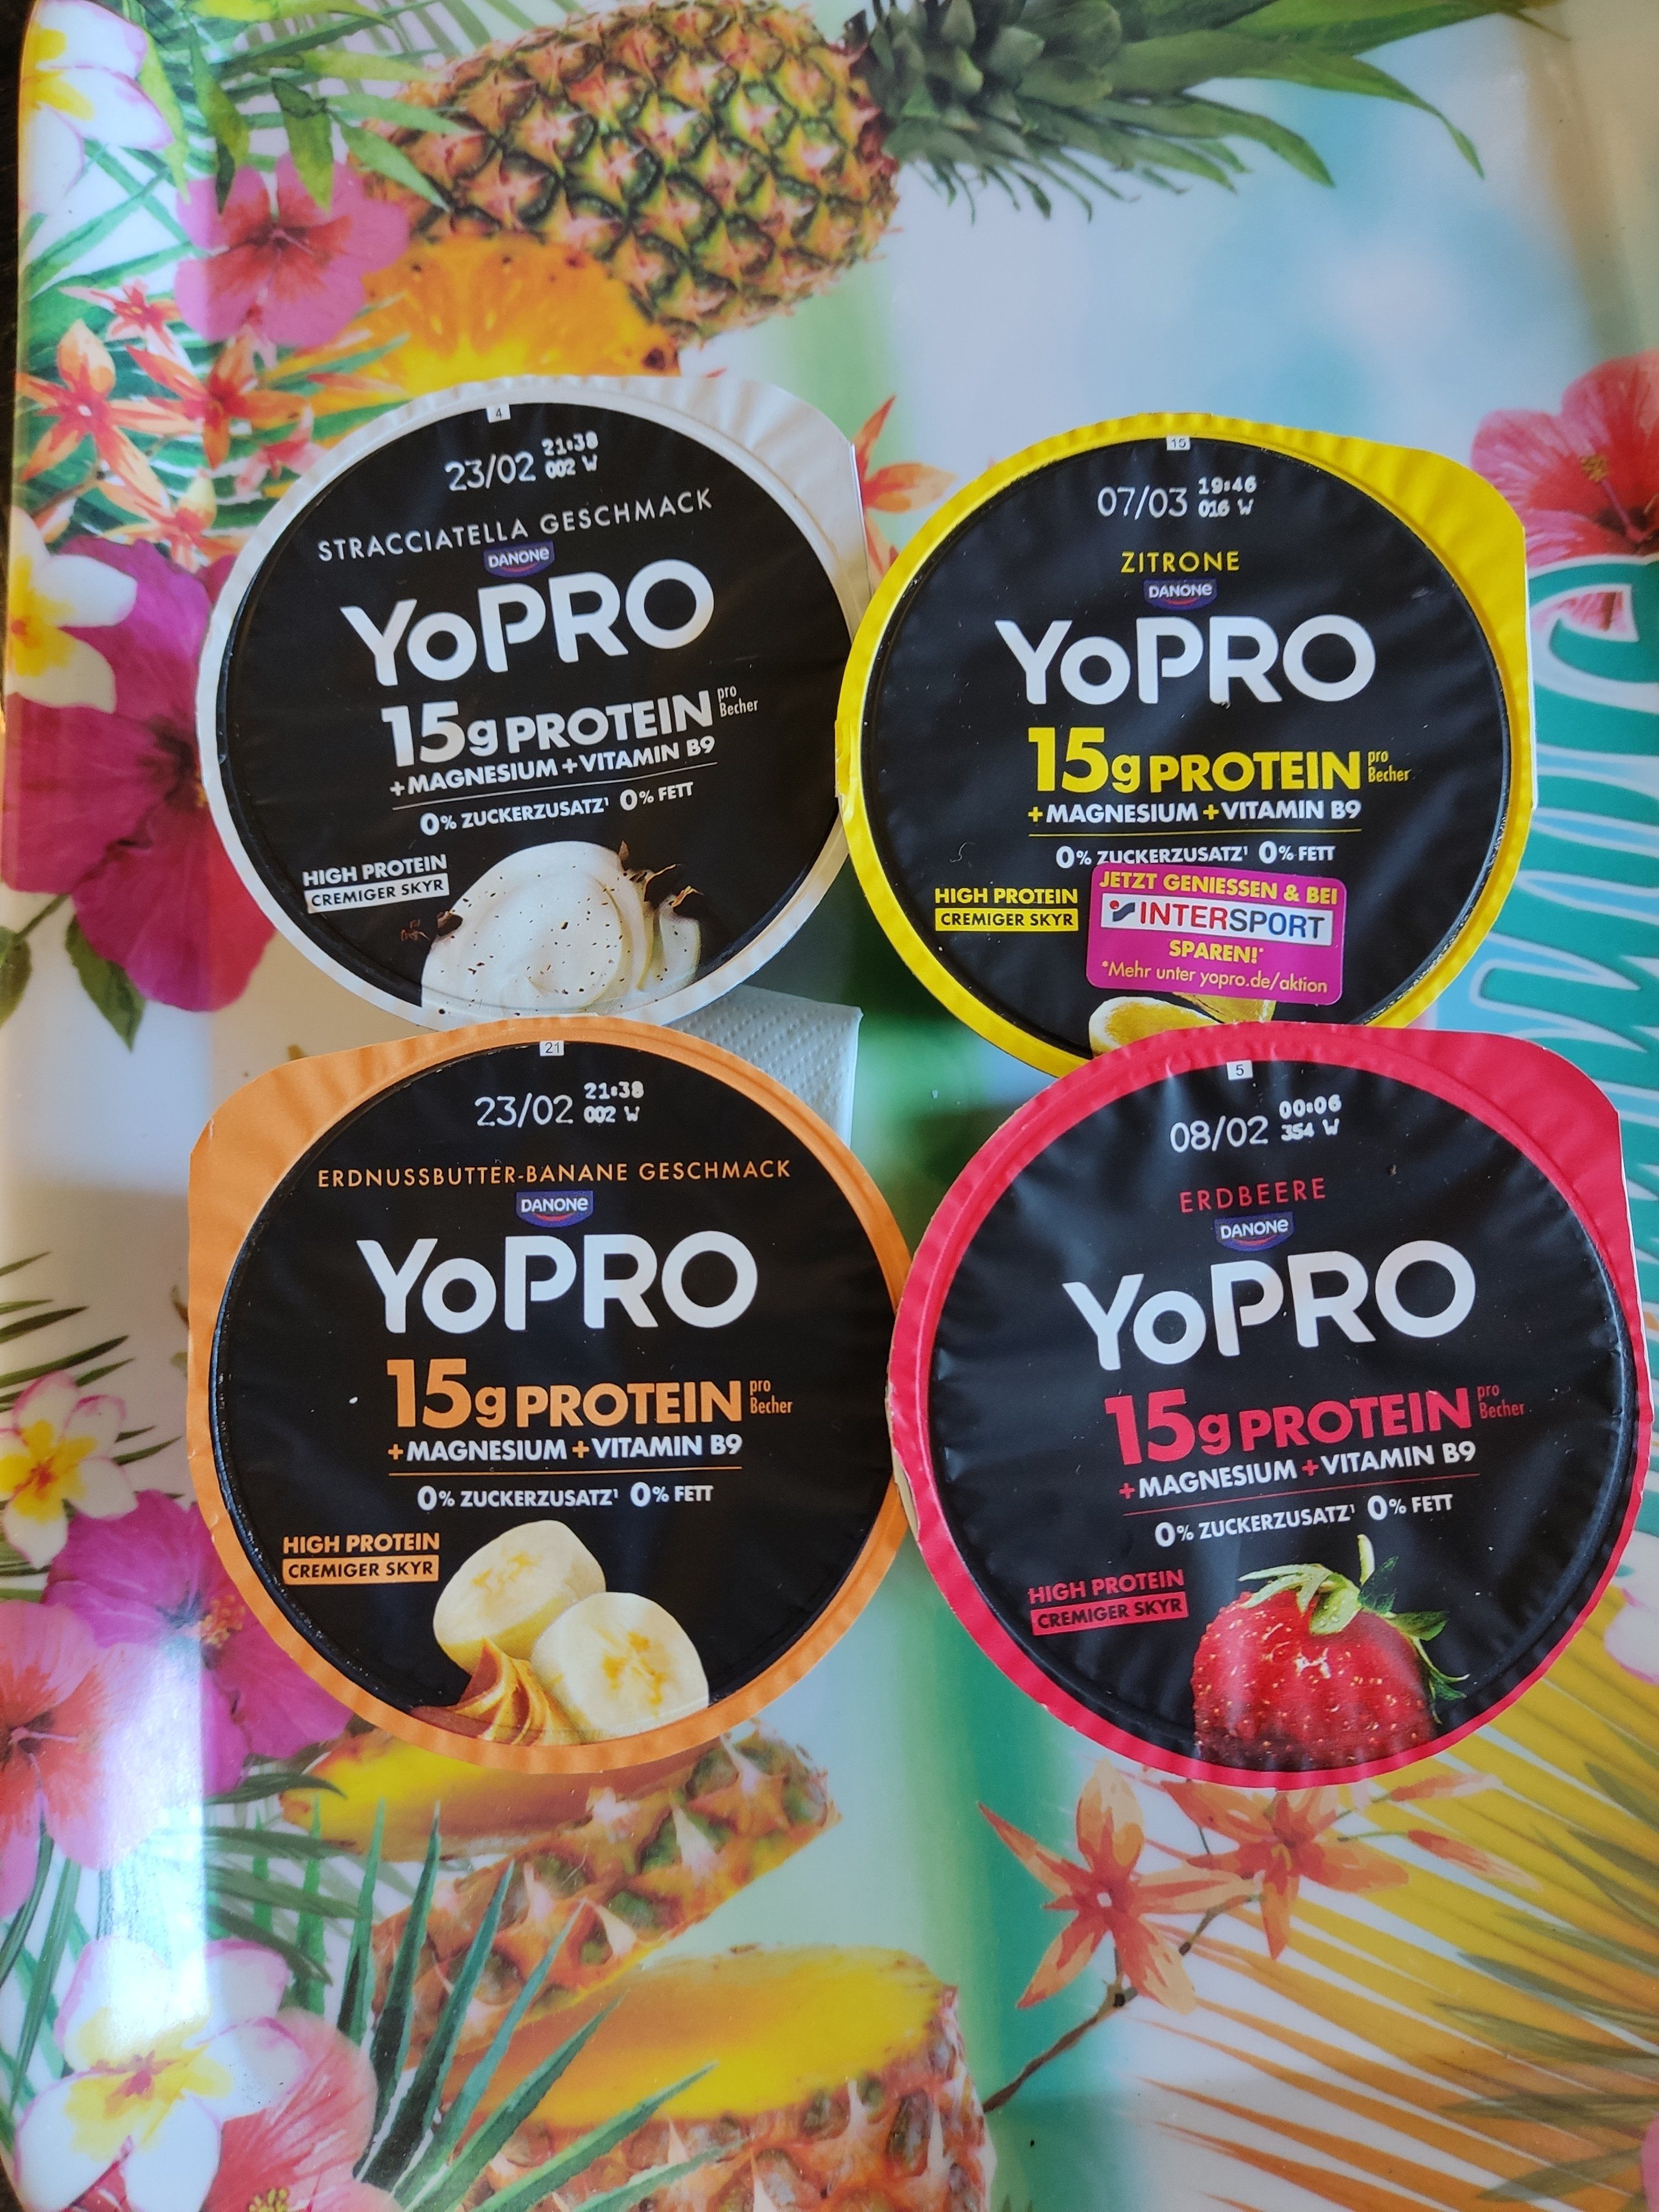 4
23/02 21:38
002 W
STRACCIATELLA GESCHMACK
DANONE
YoPRO
15g PROTEIN pro Becher
+MAGNESIUM +VITAMIN B9
0% ZUCKERZUSATZ¹ 0% FETT
HIGH PROTEIN
CREMIGER SKYR
15
07/03 19:46
016 W
ZITRONE
DANONE
YoPRO
15g PROTEIN pro Becher
+MAGNESIUM +VITAMIN B9
0% ZUCKERZUSATZ¹ 0% FETT
HIGH PROTEIN
CREMIGER SKYR
JETZT GENIESSEN & BEI
INTERSPORT
SPAREN!*
*Mehr unter yopro.de/aktion
21
23/02 21:38
002 W
ERDNUSSBUTTER-BANANE GESCHMACK
DANONE
YoPRO
15g PROTEIN pro Becher
+MAGNESIUM +VITAMIN B9
0% ZUCKERZUSATZ¹ 0% FETT
HIGH PROTEIN
CREMIGER SKYR
5
08/02 00:06
354 W
ERDBEERE
DANONE
YoPRO
15g PROTEIN pro Becher
+MAGNESIUM +VITAMIN B9
0% ZUCKERZUSATZ¹ 0% FETT
HIGH PROTEIN
CREMIGER SKYR